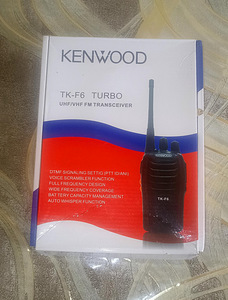 KENWOOD
TK-F6 TURBO
UHF/VHF FM TRANSCEIVER
DTMF-SIGNALING SETTIG (PTT ID/ANI)
VOICE SCRAMBLER FUNCTION
FULL FREQUENCY DESIGN
WIDE FREQUENCY COVERAGE
BATTERY CAPACITY MANAGEMENT
AUTO WHISPER FUNCTION
TK-F6